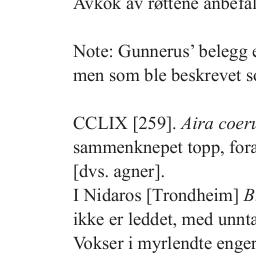 Avkok av røttene anbefal
Note: Gunnerus’ belegg
men som ble beskrevet
CCLIX [259]. Aira coeru
sammenknepet topp, fora
[dvs. agner].
I Nidaros [Trondheim]
ikke er leddet, med unnta
Vokser i myrlendte enger